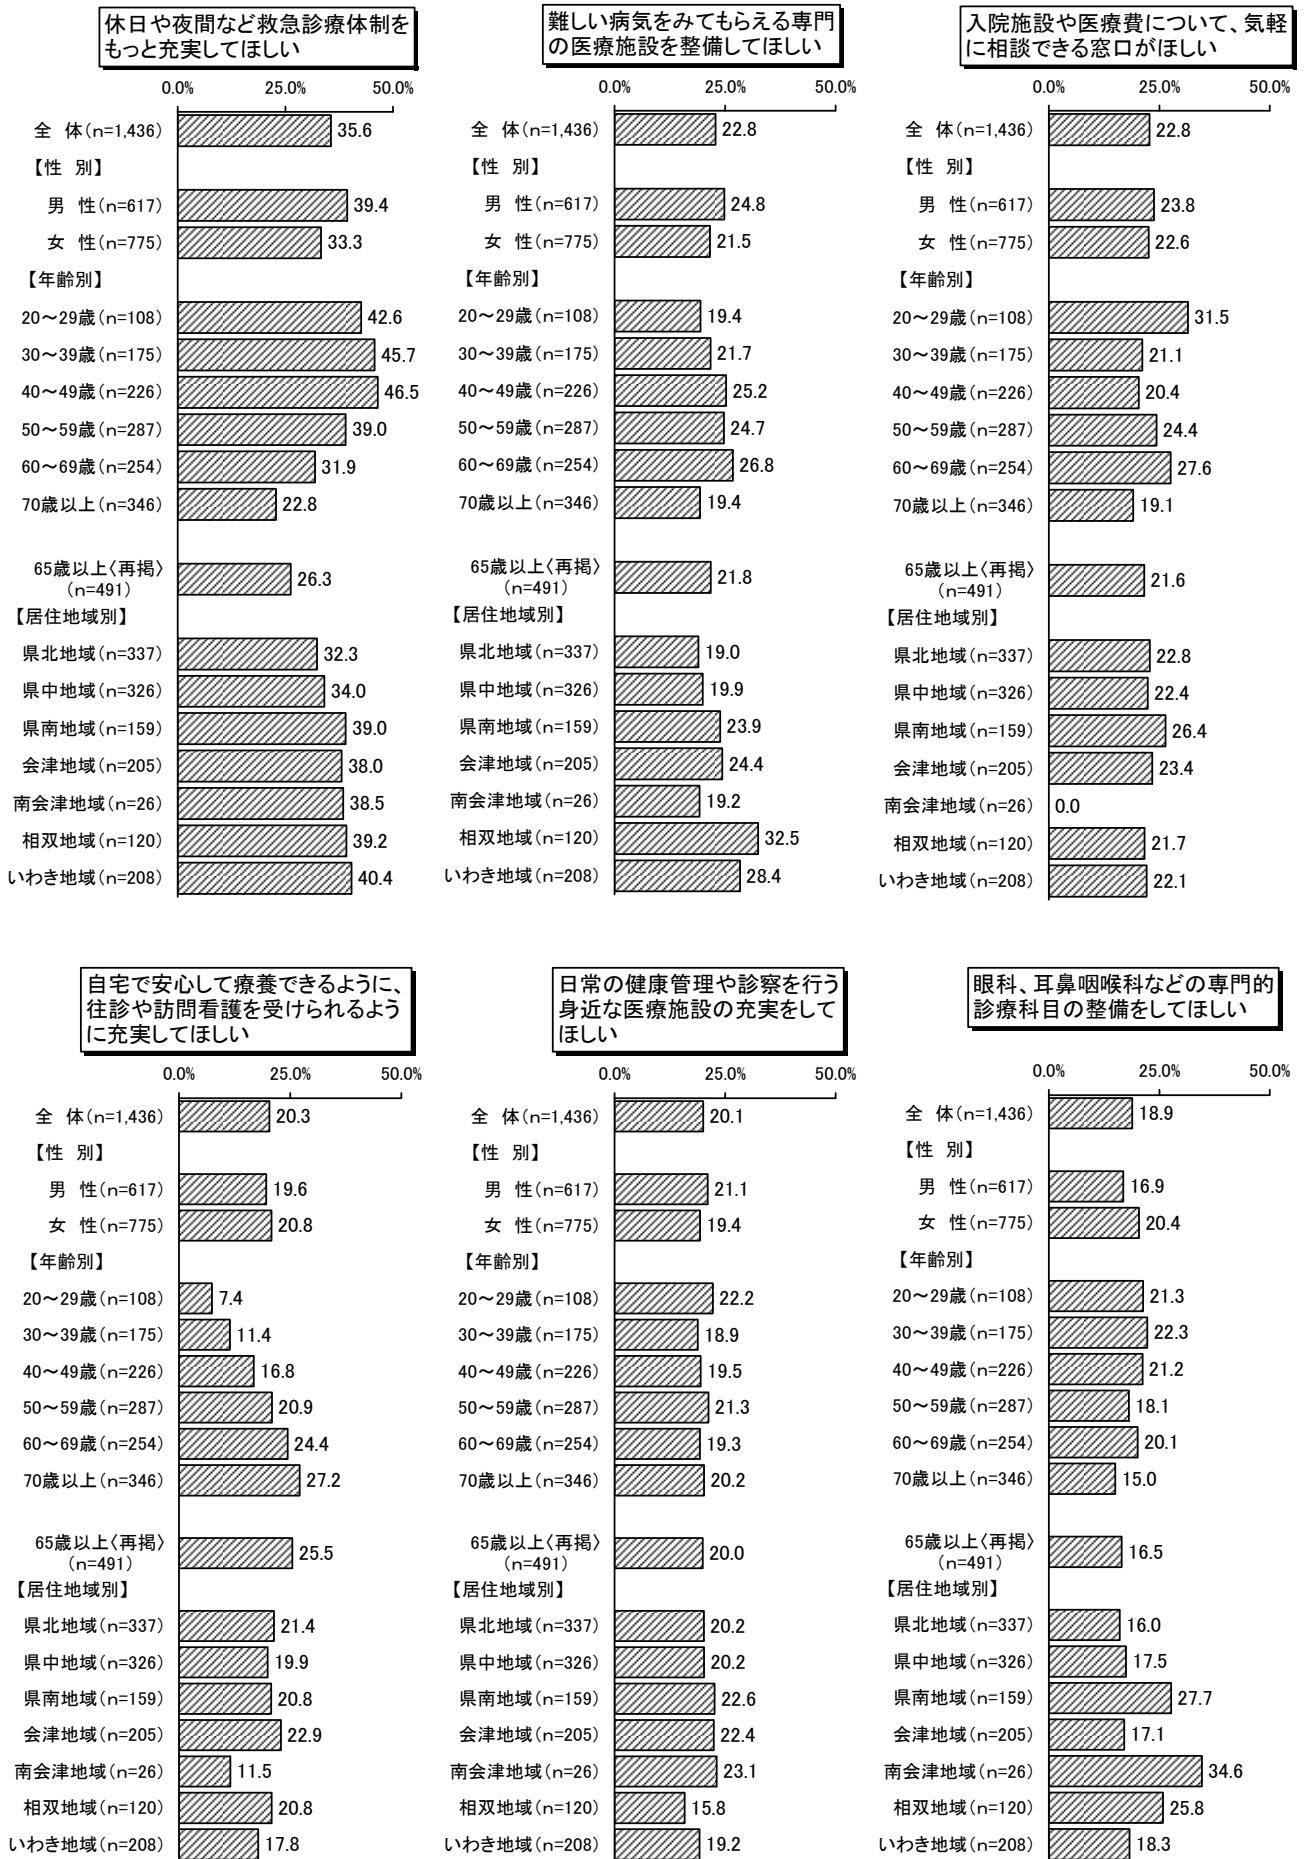 休日や夜間など救急診療体制を
もっと充実してほしい
0.0% 25.0% 50.0%
全 体(n=1,436) 35.6
【性 別】
男 性(n=617) 39.4
女 性(n=775) 33.3
【年齢別】
20～29歳(n=108) 42.6
30～39歳(n=175) 45.7
40～49歳(n=226) 46.5
50～59歳(n=287) 39.0
60～69歳(n=254) 31.9
70歳以上(n=346) 22.8
65歳以上〈再掲〉
(n=491) 26.3
【居住地域別】
県北地域(n=337) 32.3
県中地域(n=326) 34.0
県南地域(n=159) 39.0
会津地域(n=205) 38.0
南会津地域(n=26) 38.5
相双地域(n=120) 39.2
いわき地域(n=208) 40.4
難しい病気をみてもらえる専門
の医療施設を整備してほしい
0.0% 25.0% 50.0%
全 体(n=1,436) 22.8
【性 別】
男 性(n=617) 24.8
女 性(n=775) 21.5
【年齢別】
20～29歳(n=108) 19.4
30～39歳(n=175) 21.7
40～49歳(n=226) 25.2
50～59歳(n=287) 24.7
60～69歳(n=254) 26.8
70歳以上(n=346) 19.4
65歳以上〈再掲〉
(n=491) 21.8
【居住地域別】
県北地域(n=337) 19.0
県中地域(n=326) 19.9
県南地域(n=159) 23.9
会津地域(n=205) 24.4
南会津地域(n=26) 19.2
相双地域(n=120) 32.5
いわき地域(n=208) 28.4
入院施設や医療費について、気軽
に相談できる窓口がほしい
0.0% 25.0% 50.0%
全 体(n=1,436) 22.8
【性 別】
男 性(n=617) 23.8
女 性(n=775) 22.6
【年齢別】
20～29歳(n=108) 31.5
30～39歳(n=175) 21.1
40～49歳(n=226) 20.4
50～59歳(n=287) 24.4
60～69歳(n=254) 27.6
70歳以上(n=346) 19.1
65歳以上〈再掲〉
(n=491) 21.6
【居住地域別】
県北地域(n=337) 22.8
県中地域(n=326) 22.4
県南地域(n=159) 26.4
会津地域(n=205) 23.4
南会津地域(n=26) 0.0
相双地域(n=120) 21.7
いわき地域(n=208) 22.1
自宅で安心して療養できるように、
往診や訪問看護を受けられるよう
に充実してほしい
0.0% 25.0% 50.0%
全 体(n=1,436) 20.3
【性 別】
男 性(n=617) 19.6
女 性(n=775) 20.8
【年齢別】
20～29歳(n=108) 7.4
30～39歳(n=175) 11.4
40～49歳(n=226) 16.8
50～59歳(n=287) 20.9
60～69歳(n=254) 24.4
70歳以上(n=346) 27.2
65歳以上〈再掲〉
(n=491) 25.5
【居住地域別】
県北地域(n=337) 21.4
県中地域(n=326) 19.9
県南地域(n=159) 20.8
会津地域(n=205) 22.9
南会津地域(n=26) 11.5
相双地域(n=120) 20.8
いわき地域(n=208) 17.8
日常の健康管理や診察を行う
身近な医療施設の充実をして
ほしい
0.0% 25.0% 50.0%
全 体(n=1,436) 20.1
【性 別】
男 性(n=617) 21.1
女 性(n=775) 19.4
【年齢別】
20～29歳(n=108) 22.2
30～39歳(n=175) 18.9
40～49歳(n=226) 19.5
50～59歳(n=287) 21.3
60～69歳(n=254) 19.3
70歳以上(n=346) 20.2
65歳以上〈再掲〉
(n=491) 20.0
【居住地域別】
県北地域(n=337) 20.2
県中地域(n=326) 20.2
県南地域(n=159) 22.6
会津地域(n=205) 22.4
南会津地域(n=26) 23.1
相双地域(n=120) 15.8
いわき地域(n=208) 19.2
眼科、耳鼻咽喉科などの専門的
診療科目の整備をしてほしい
0.0% 25.0% 50.0%
全 体(n=1,436) 18.9
【性 別】
男 性(n=617) 16.9
女 性(n=775) 20.4
【年齢別】
20～29歳(n=108) 21.3
30～39歳(n=175) 22.3
40～49歳(n=226) 21.2
50～59歳(n=287) 18.1
60～69歳(n=254) 20.1
70歳以上(n=346) 15.0
65歳以上〈再掲〉
(n=491) 16.5
【居住地域別】
県北地域(n=337) 16.0
県中地域(n=326) 17.5
県南地域(n=159) 27.7
会津地域(n=205) 17.1
南会津地域(n=26) 34.6
相双地域(n=120) 25.8
いわき地域(n=208) 18.3